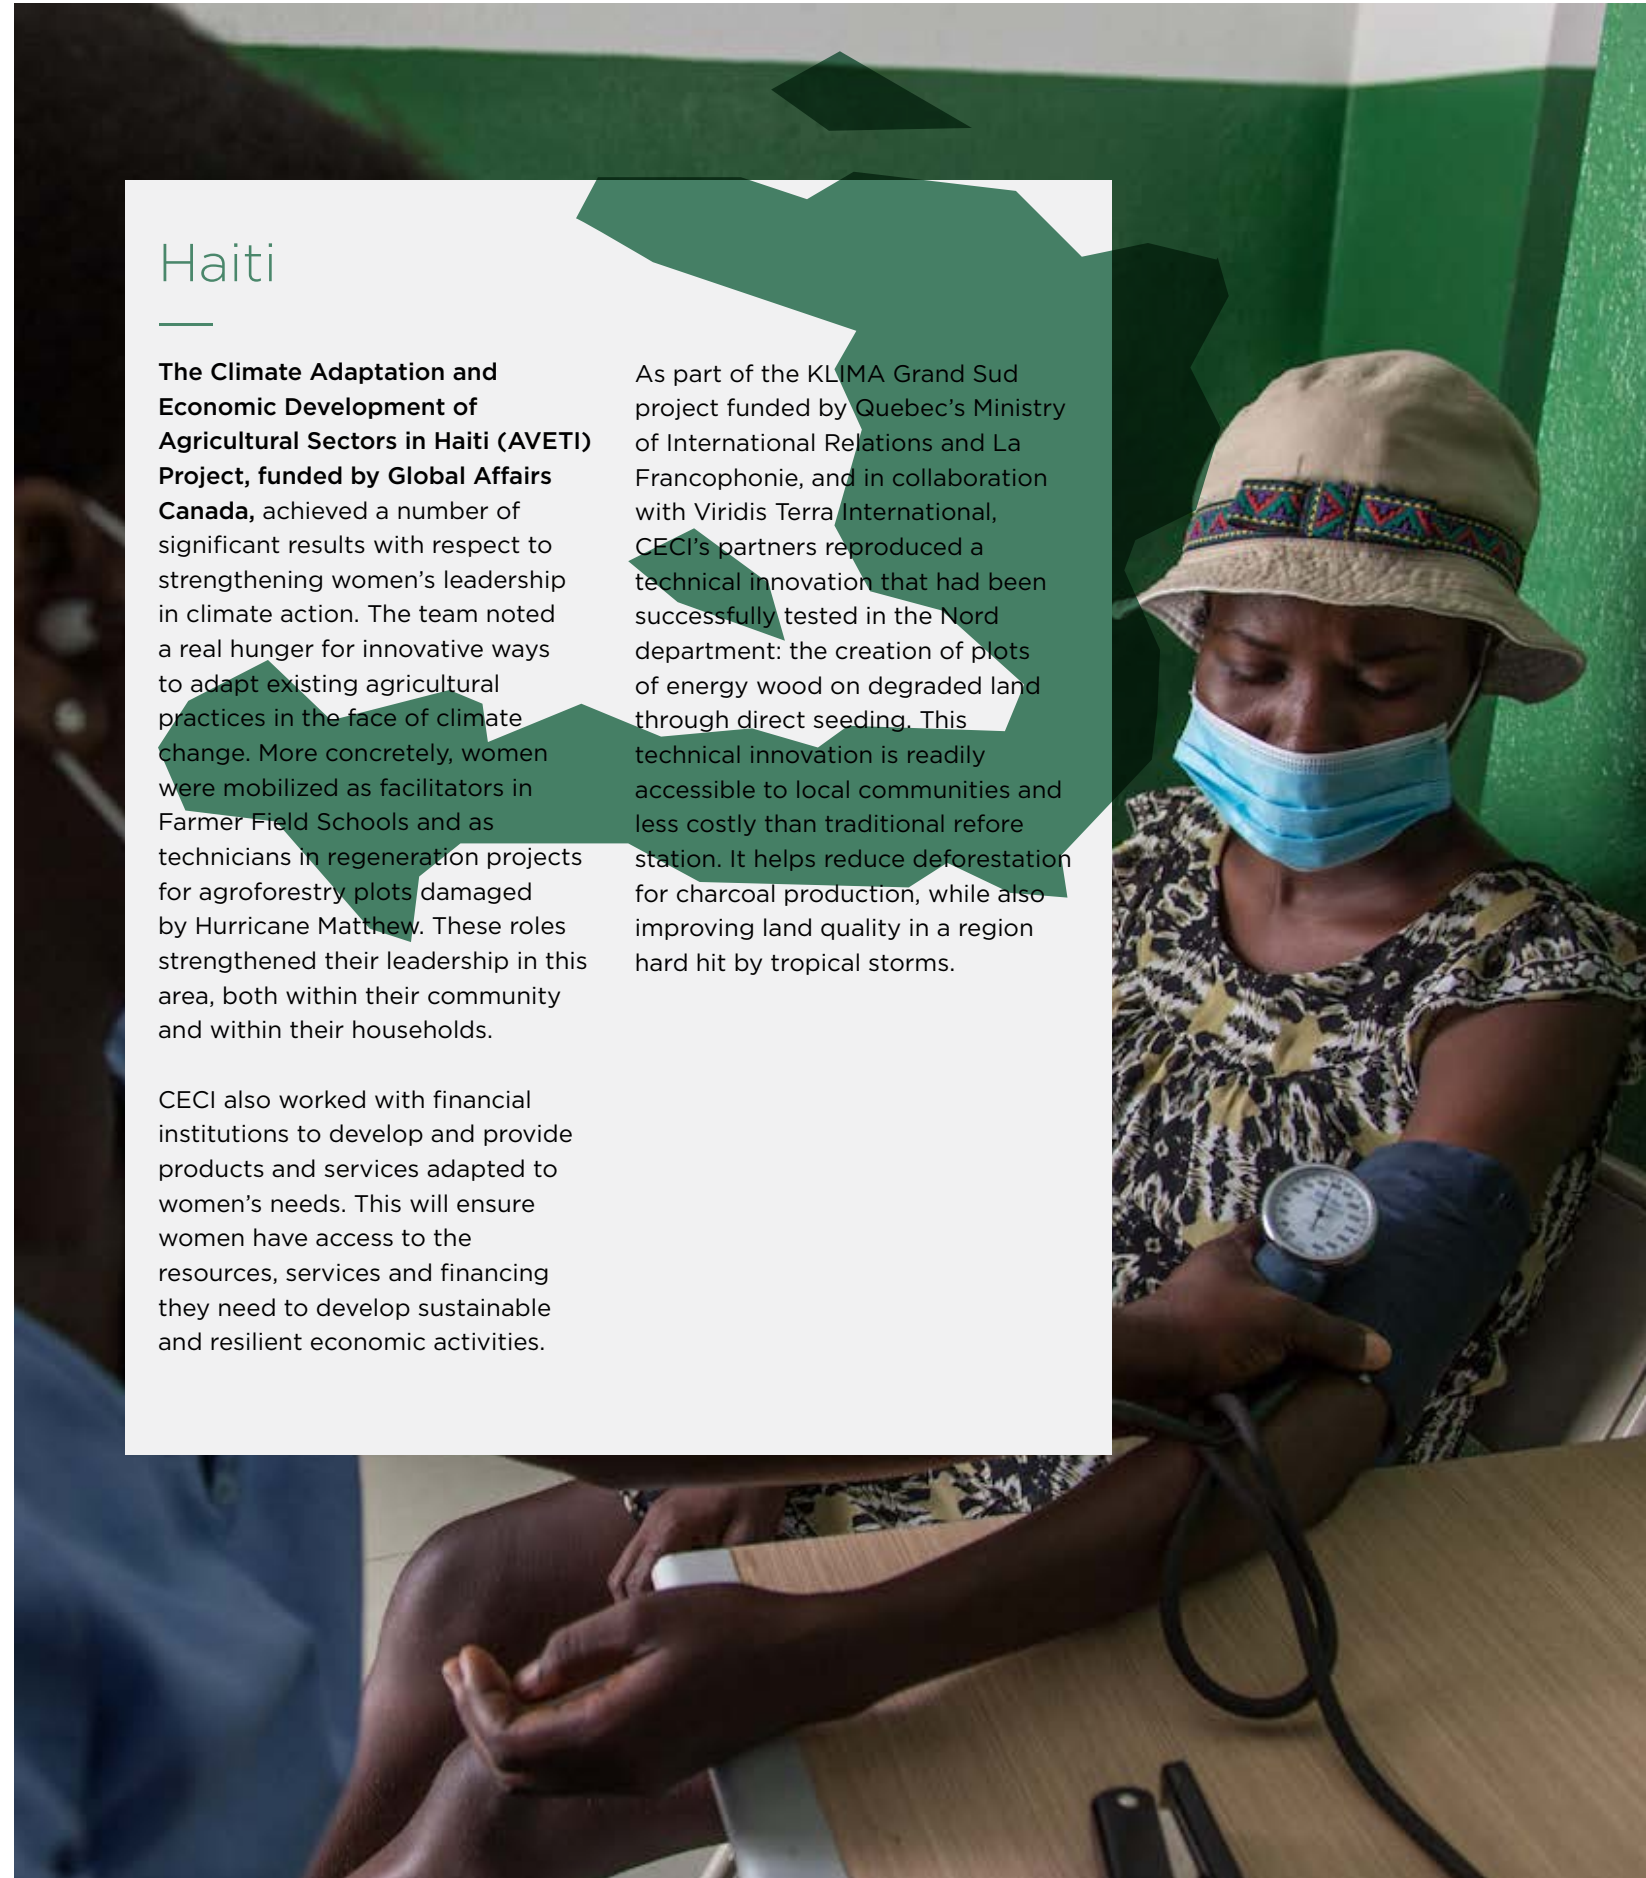 Haiti
The Climate Adaptation and
Economic Development of
Agricultural Sectors in Haiti (AVETI)
Project, funded by Global Affairs
Canada, achieved a number of
significant results with respect to
strengthening women’s leadership
in climate action. The team noted
a real hunger for innovative ways
to adapt existing agricultural
practices in the face of climate
change. More concretely, women
were mobilized as facilitators in
Farmer Field Schools and as
technicians in regeneration projects
for agroforestry plots damaged
by Hurricane Matthew. These roles
strengthened their leadership in this
area, both within their community
and within their households.
CECI also worked with financial
institutions to develop and provide
products and services adapted to
women’s needs. This will ensure
women have access to the
resources, services and financing
they need to develop sustainable
and resilient economic activities.
As part of the KLIMA Grand Sud
project funded by Quebec’s Ministry
of International Relations and La
Francophonie, and in collaboration
with Viridis Terra International,
CECI’s partners reproduced a
technical innovation that had been
successfully tested in the Nord
department: the creation of plots
of energy wood on degraded land
through direct seeding. This
technical innovation is readily
accessible to local communities and
less costly than traditional refore
station. It helps reduce deforestation
for charcoal production, while also
improving land quality in a region
hard hit by tropical storms.